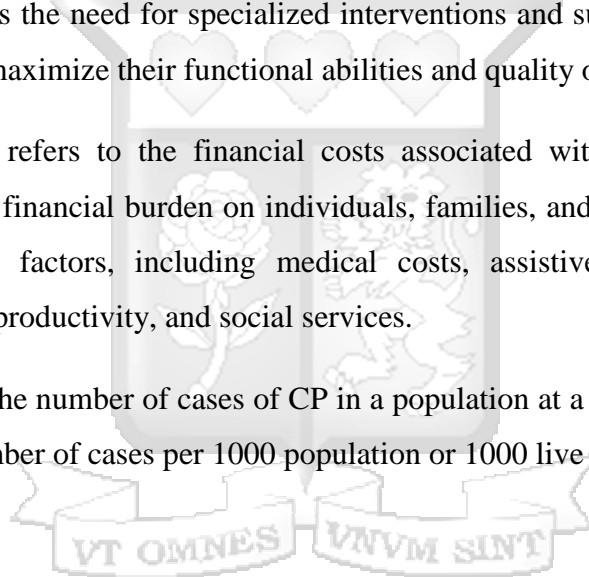 s the need for specialized interventions and su
maximize their functional abilities and quality o
refers to the financial costs associated wit
financial burden on individuals, families, and
factors, including medical costs, assistive
productivity, and social services.
he number of cases of CP in a population at a
ber of cases per 1000 population or 1000 live
VT OMNES VNVM SINT